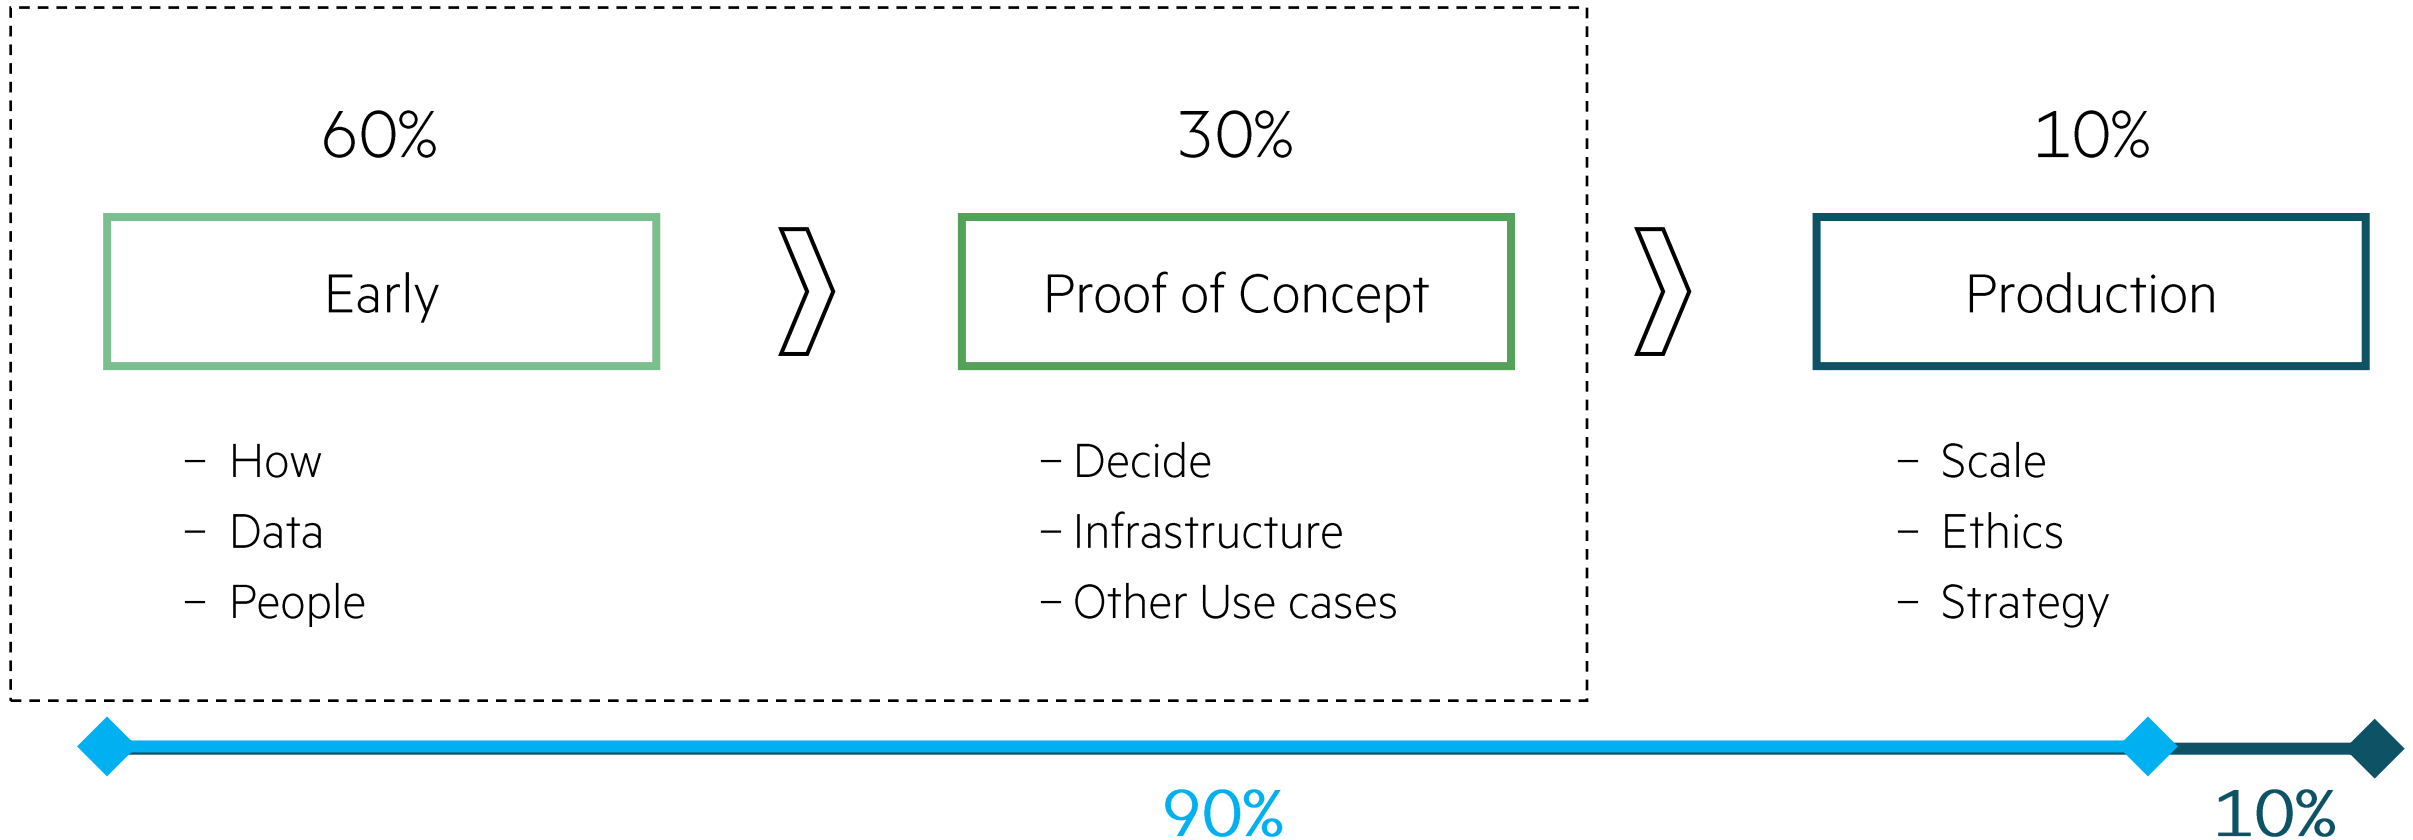 60%
30%
10%
Early
Proof of Concept
Production
– How
– Data
– People
– Decide
– Infrastructure
– Other Use cases
– Scale
– Ethics
– Strategy
90%
10%